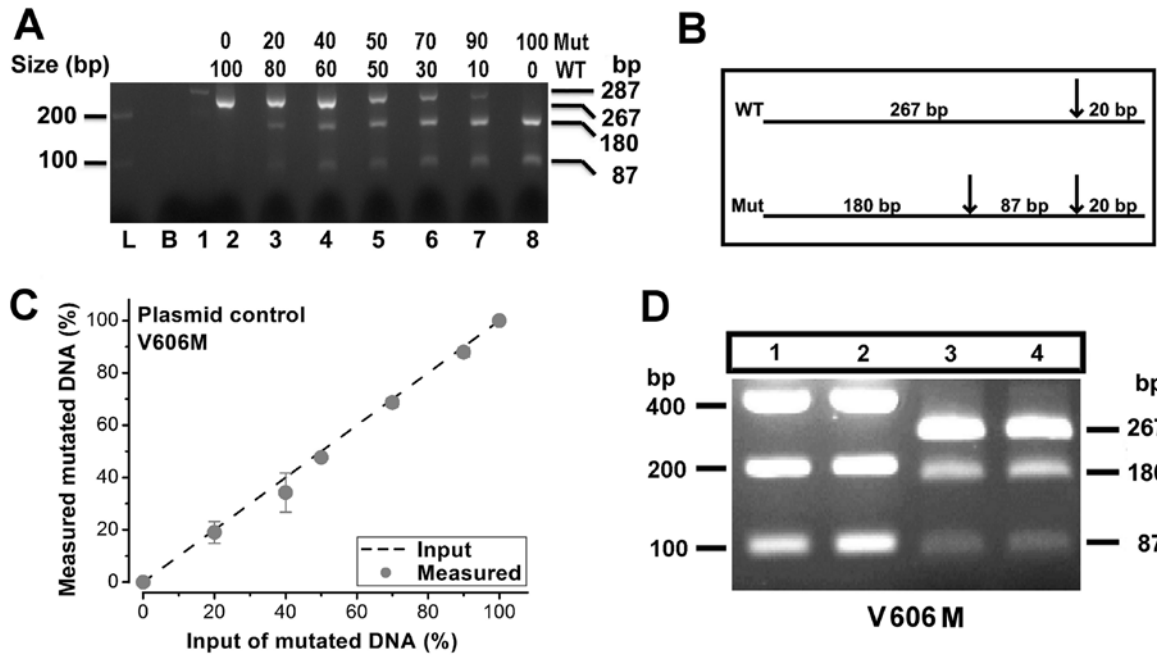 A
0 20 40 50 70 90 100 Mut
Size (bp) 100 80 60 50 30 10 0 WT bp
287
267
200
180
100
87
L B 1 2 3 4 5 6 7 8
B
WT 267 bp 20 bp
Mut 180 bp 87 bp 20 bp
C
Plasmid control
V606M
Measured mutated DNA (%)
100
80
60
40
20
0
Input
Measured
0 20 40 60 80 100
Input of mutated DNA (%)
D
1 2 3 4
bp bp
400
267
200 180
100 87
V606M